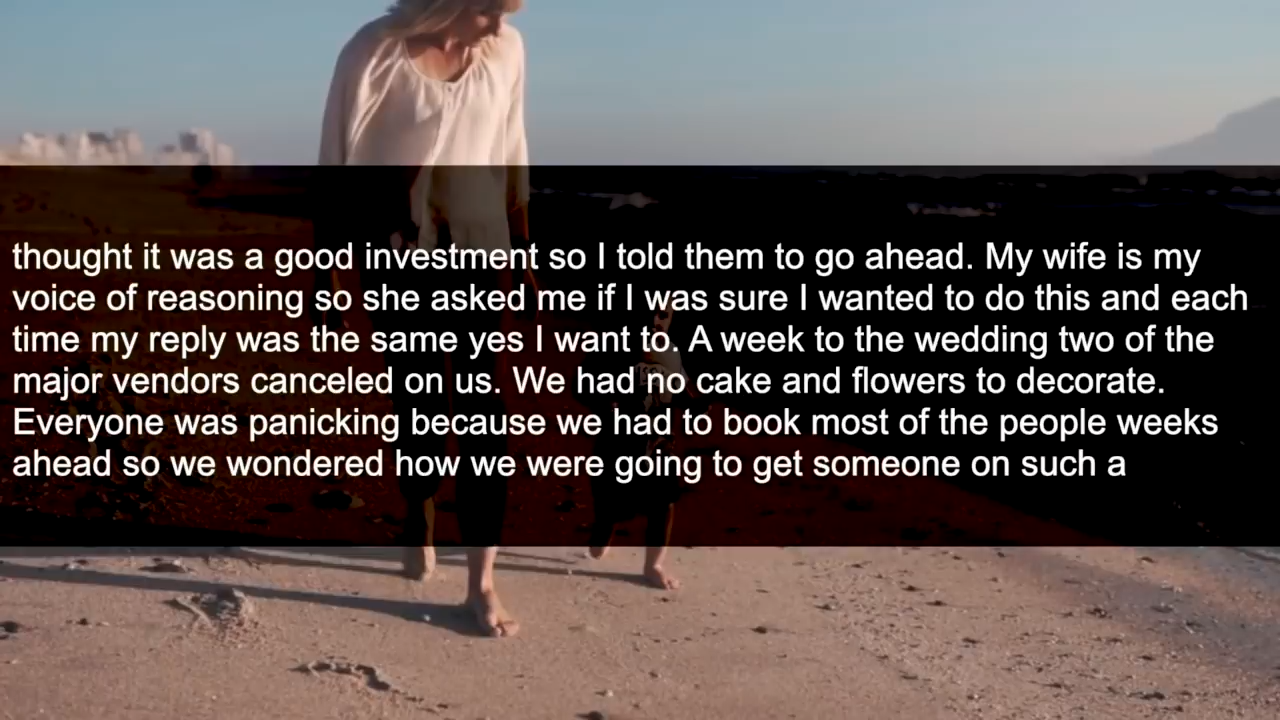 thought it was a good investment so I told them to go ahead. My wife is my
voice of reasoning so she asked me if I was sure I wanted to do this and each
time my reply was the same yes I want to. A week to the wedding two of the
major vendors canceled on us. We had no cake and flowers to decorate.
Everyone was panicking because we had to book most of the people weeks
ahead so we wondered how we were going to get someone on such a